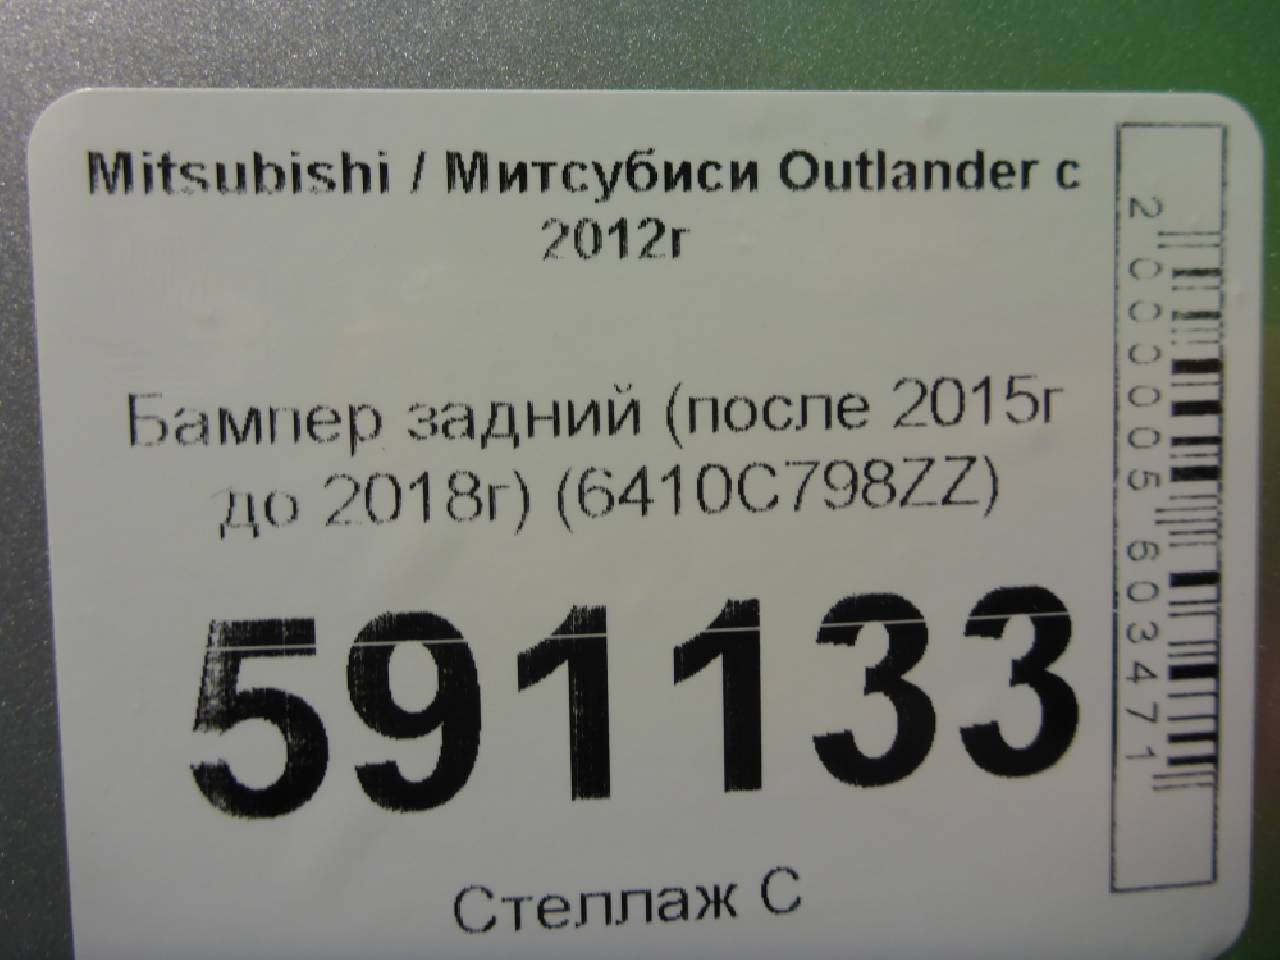 Mitsubishi / Митсубиси Outlander с
2012г
Бампер задний (после 2015г
до 2018г) (6410C798ZZ)
591133
Стеллаж С
2000005603471